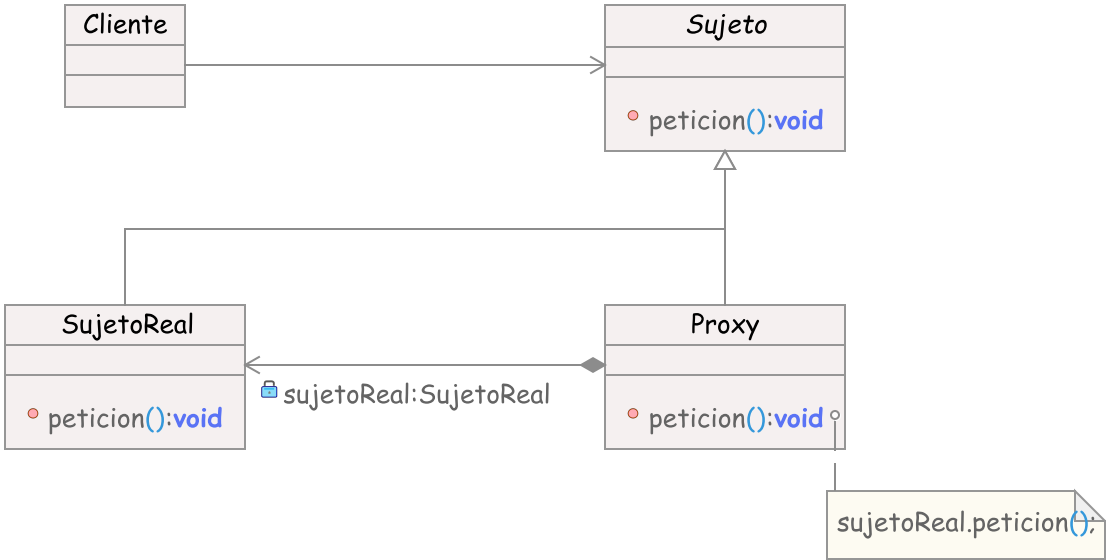 Cliente
Sujeto
peticion():void
SujetoReal
Proxy
sujetoReal:SujetoReal
peticion():void
peticion():void
sujetoReal.peticion();